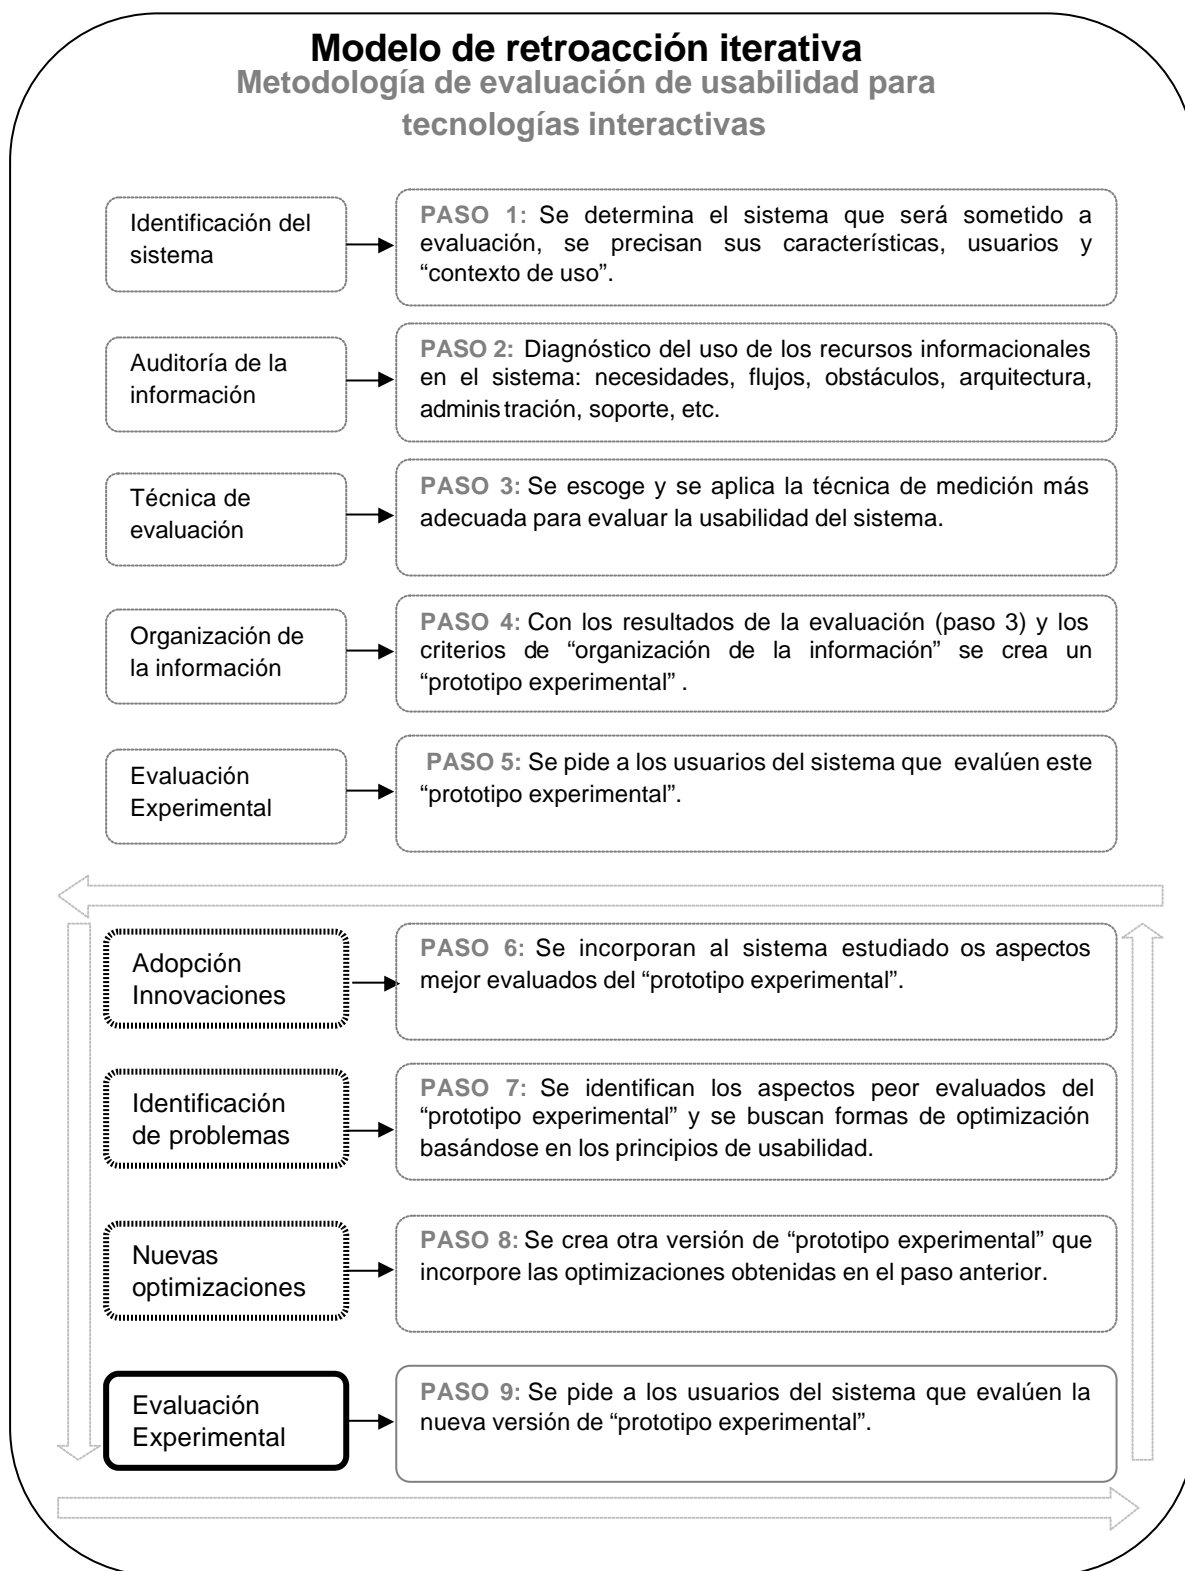 Modelo de retroacción iterativa
Metodología de evaluación de usabilidad para
tecnologías interactivas
Identificación del
sistema
PASO 1: Se determina el sistema que será sometido a
evaluación, se precisan sus características, usuarios y
“contexto de uso”.
Auditoría de la
información
PASO 2: Diagnóstico del uso de los recursos informacionales
en el sistema: necesidades, flujos, obstáculos, arquitectura,
adminis tración, soporte, etc.
Técnica de
evaluación
PASO 3: Se escoge y se aplica la técnica de medición más
adecuada para evaluar la usabilidad del sistema.
Organización de
la información
PASO 4: Con los resultados de la evaluación (paso 3) y los
criterios de “organización de la información” se crea un
“prototipo experimental” .
Evaluación
Experimental
PASO 5: Se pide a los usuarios del sistema que evalúen este
“prototipo experimental”.
Adopción
Innovaciones
PASO 6: Se incorporan al sistema estudiado os aspectos
mejor evaluados del “prototipo experimental”.
Identificación
de problemas
PASO 7: Se identifican los aspectos peor evaluados del
“prototipo experimental” y se buscan formas de optimización
basándose en los principios de usabilidad.
Nuevas
optimizaciones
PASO 8: Se crea otra versión de “prototipo experimental” que
incorpore las optimizaciones obtenidas en el paso anterior.
Evaluación
Experimental
PASO 9: Se pide a los usuarios del sistema que evalúen la
nueva versión de “prototipo experimental”.